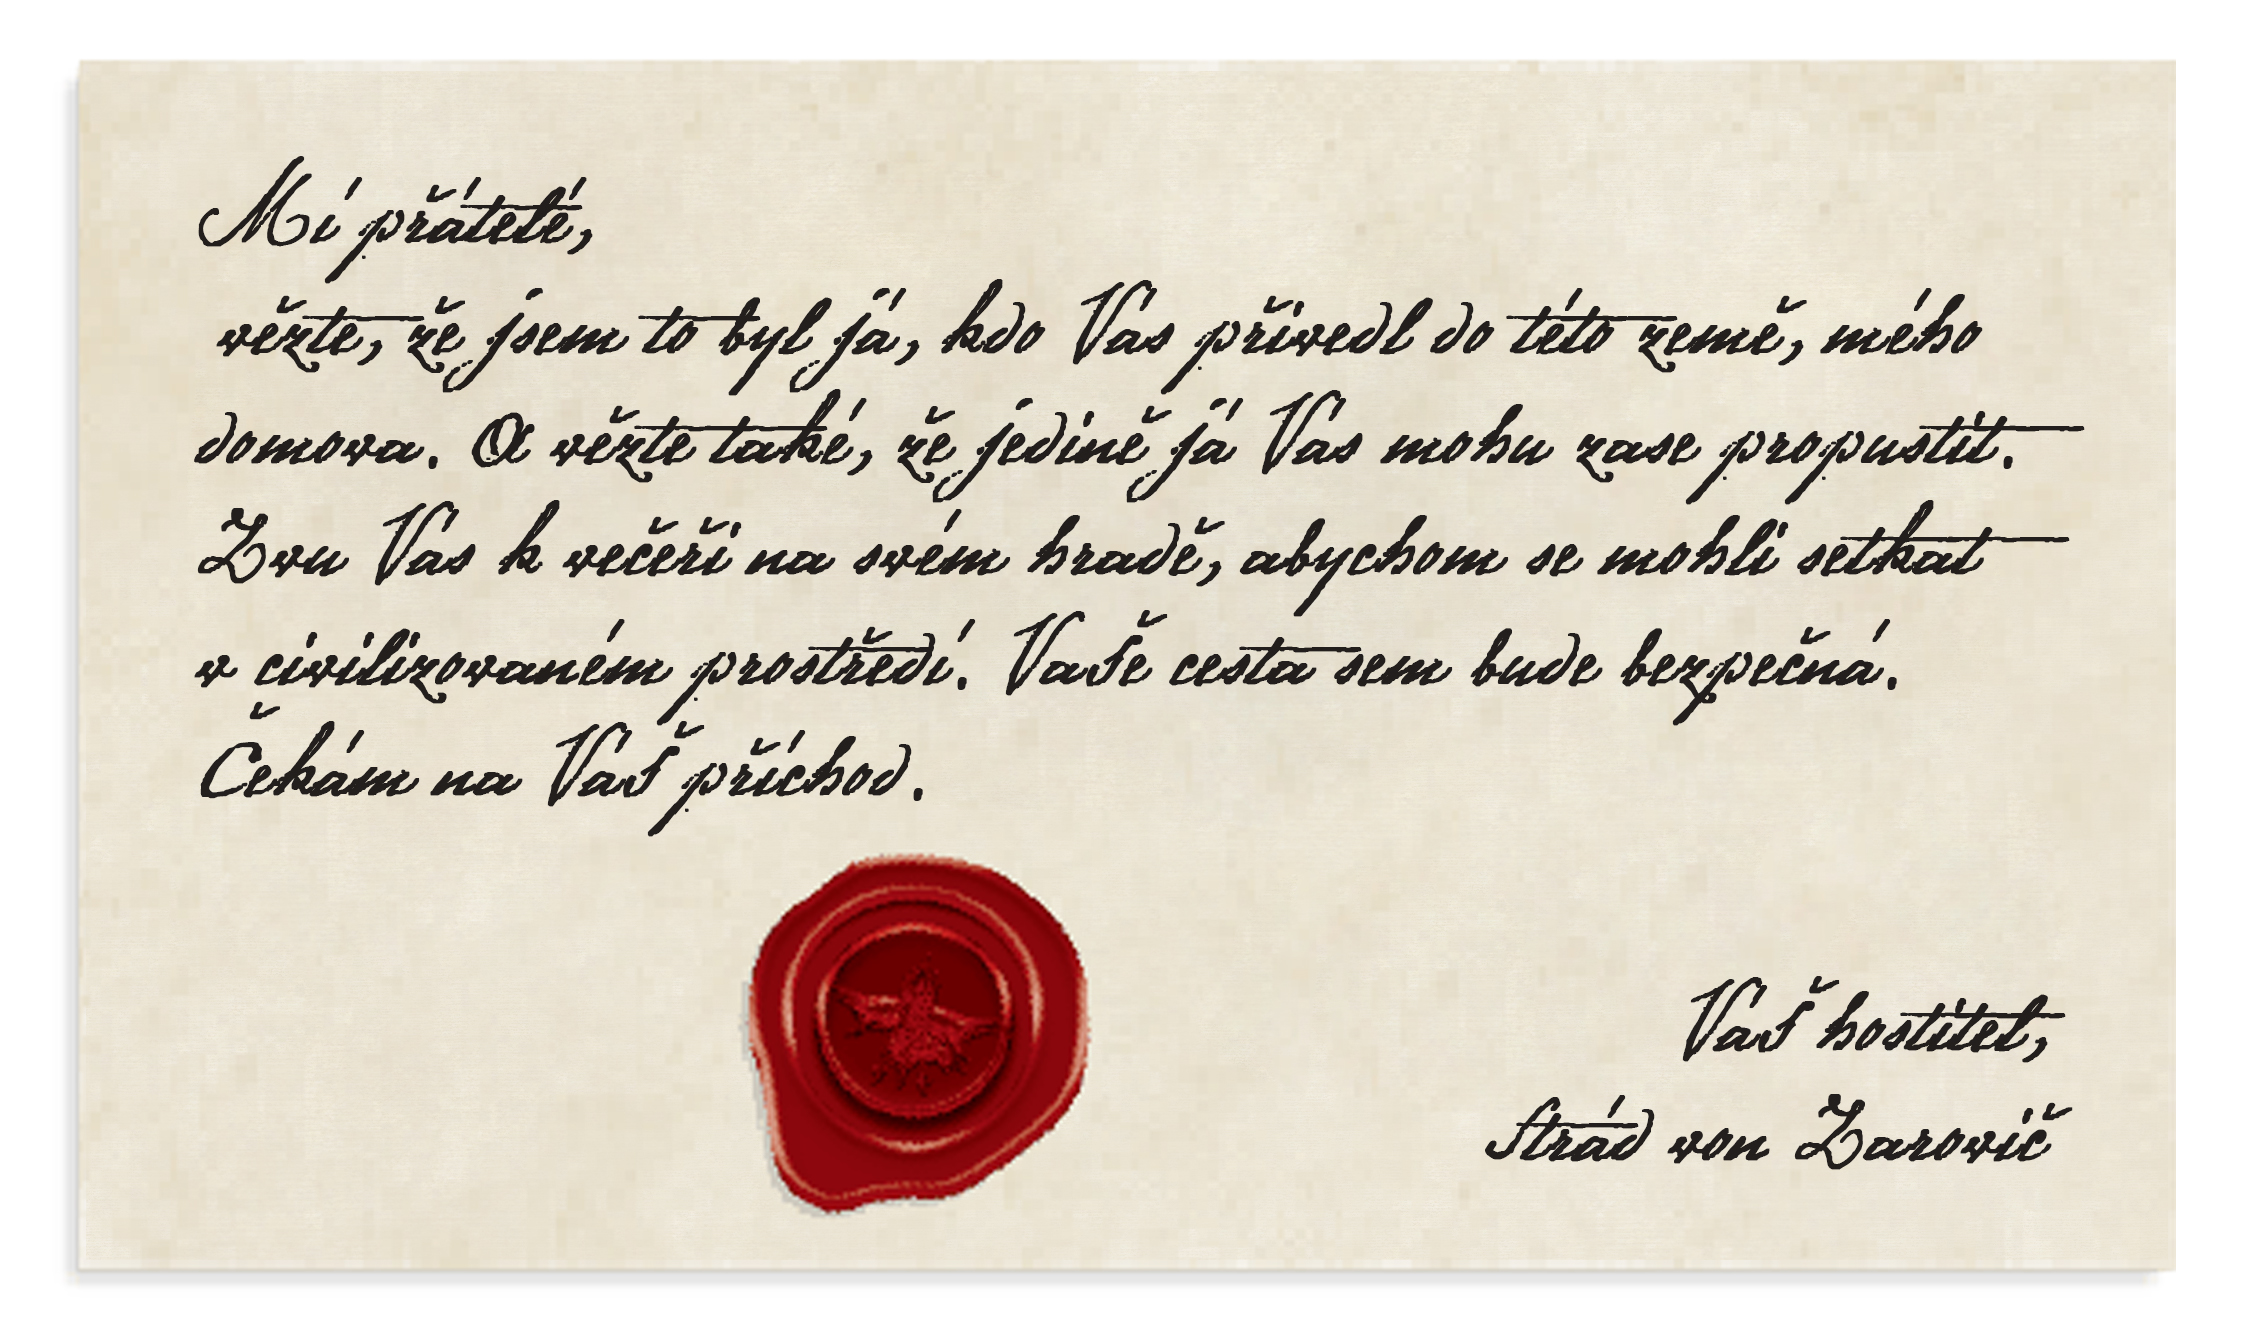 Mí přátelé,
vězte, že jsem to byl já, kdo Vás přivedl do této země, mého
domova. A vězte také, že jedině já Vás mohu zase propustit.
Zvu Vás k večeři na svém hradě, abychom se mohli setkat
v civilizovaném prostředí. Vaše cesta sem bude bezpečná.
Čekám na Váš příchod.
Váš hostitel,
Strád von Zarovič